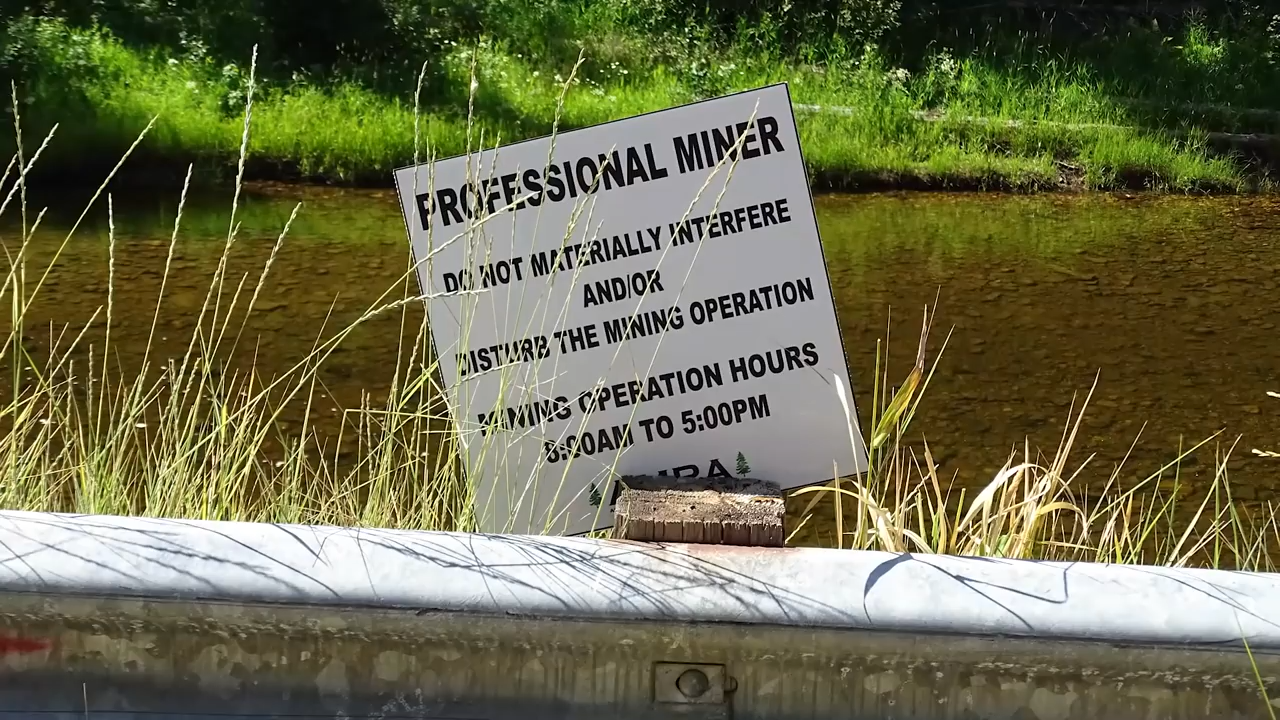 PROFESSIONAL MINER
DO NOT MATERIALLY INTERFERE
AND/OR
DISTURB THE MINING OPERATION
MINING OPERATION HOURS
8:00AM TO 5:00PM